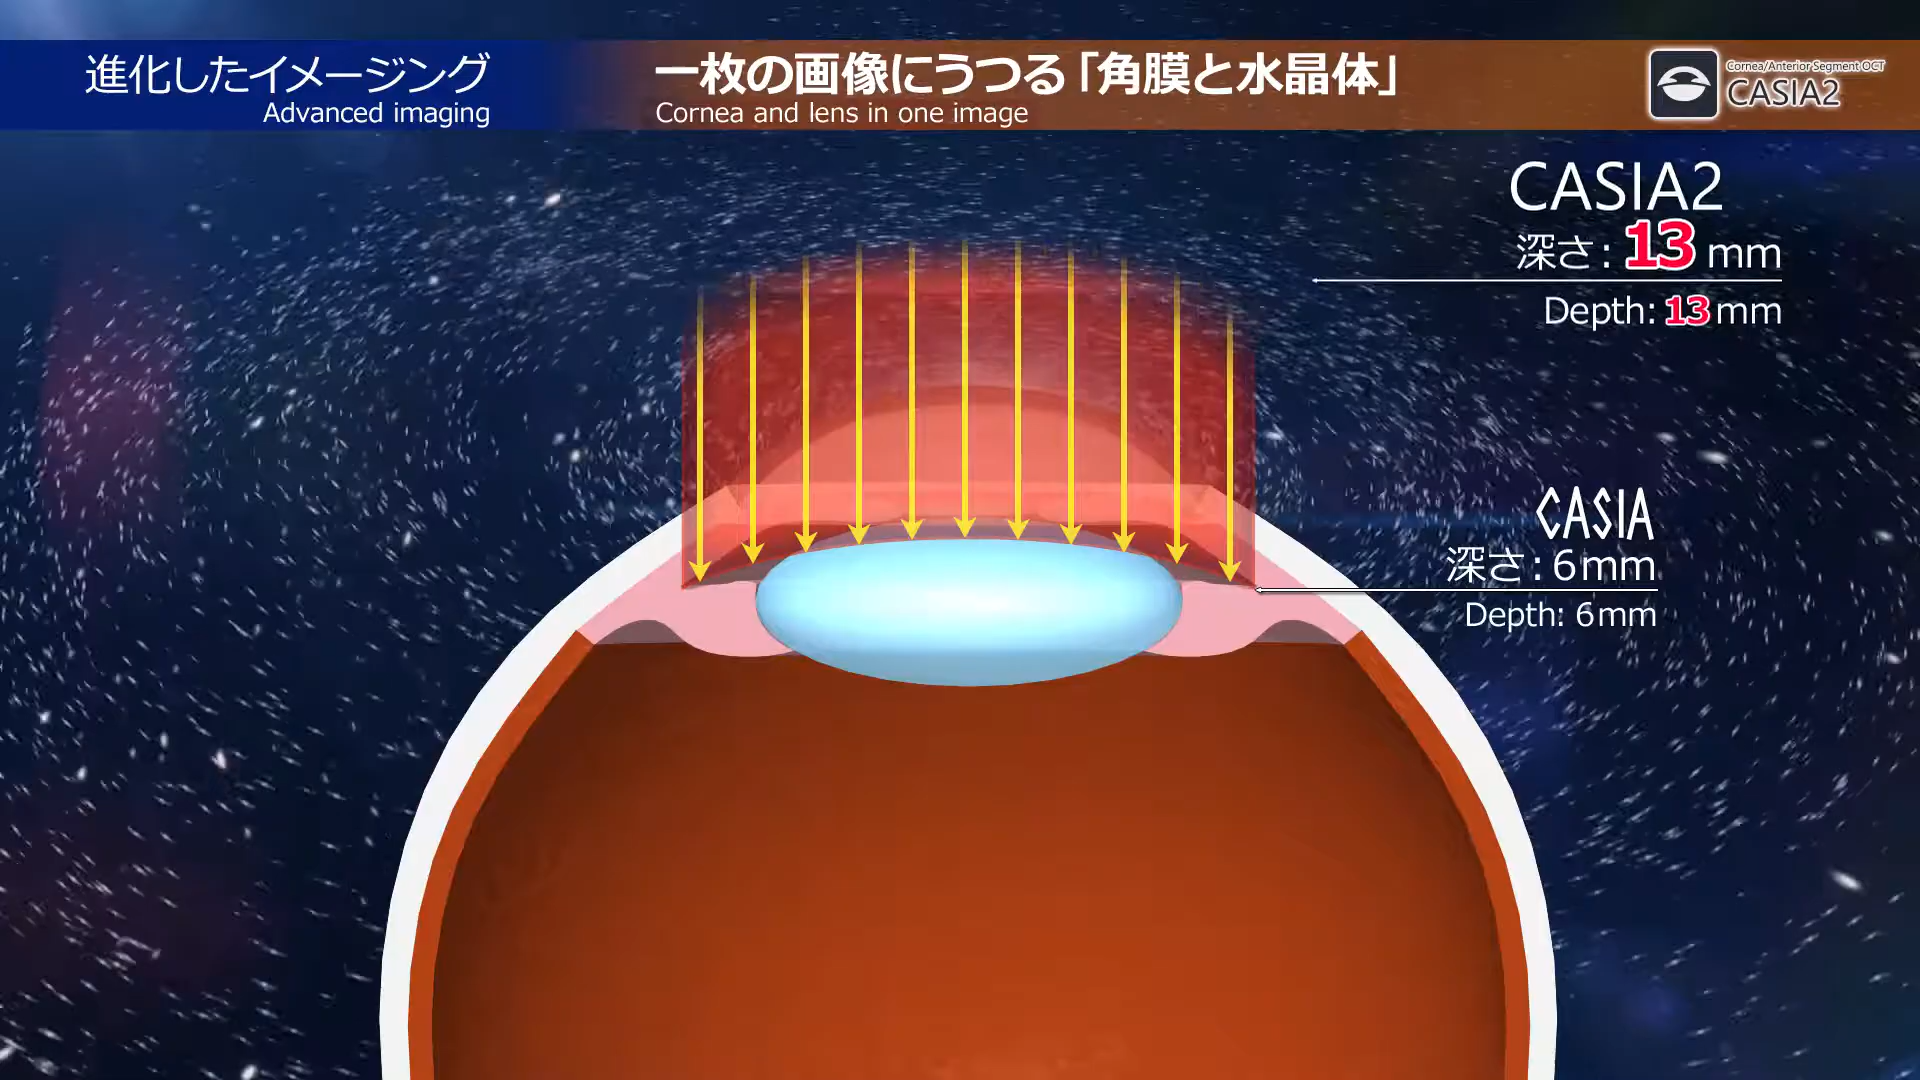 進化したイメージング
Advanced imaging
一枚の画像にうつる「角膜と水晶体」
Cornea and lens in one image
Cornea/Anterior Segment OCT
CASIA2
CASIA2
深さ: 13 mm
Depth: 13 mm
CASIA
深さ: 6mm
Depth: 6mm